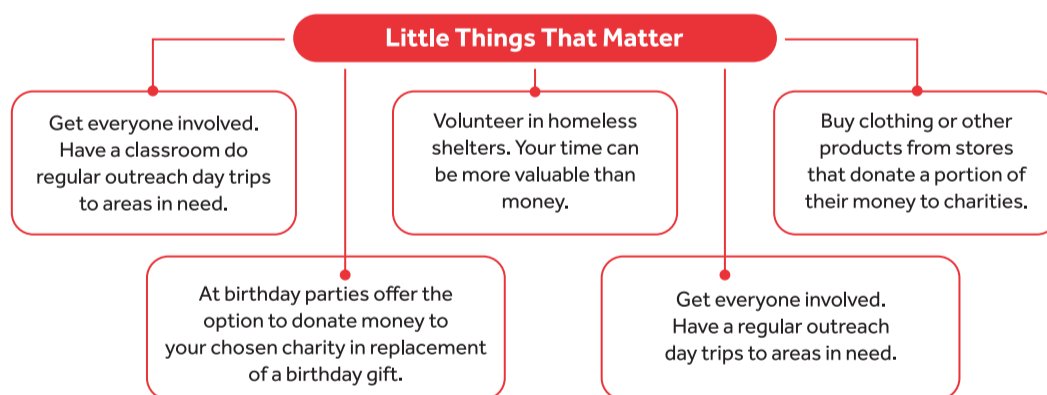 Little Things That Matter
Get everyone involved.
Have a classroom do
regular outreach day trips
to areas in need.
Volunteer in homeless
shelters. Your time can
be more valuable than
money.
Buy clothing or other
products from stores
that donate a portion of
their money to charities.
At birthday parties offer the
option to donate money to
your chosen charity in replacement
of a birthday gift.
Get everyone involved.
Have a regular outreach
day trips to areas in need.